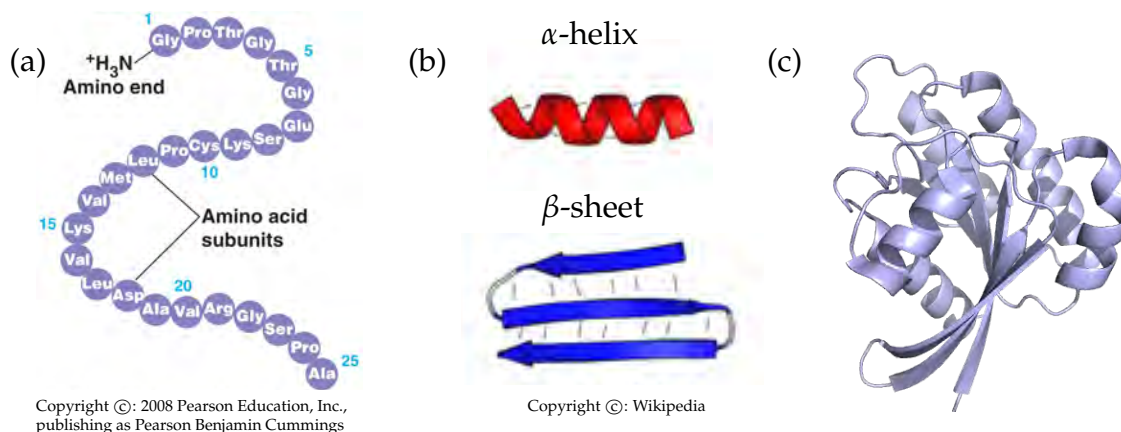 (a)
1
Gly
Pro
Thr
Gly
5
Thr
Gly
Glu
Ser
Lys
10
Cys
Pro
Leu
Met
Val
15
Lys
Val
Leu
Asp
Ala
20
Val
Arg
Gly
Ser
Pro
Ala
25
+H3N
Amino end
Amino acid
subunits
Copyright ©: 2008 Pearson Education, Inc.,
publishing as Pearson Benjamin Cummings
(b)
α-helix
β-sheet
Copyright ©: Wikipedia
(c)